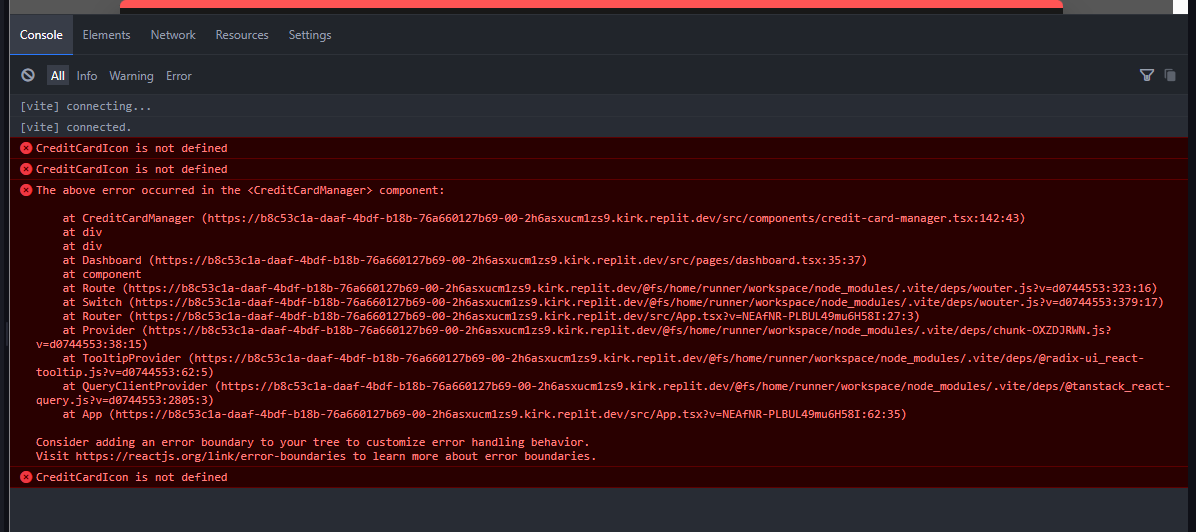 Console Elements Network Resources Settings
All Info Warning Error
[vite] connecting...
[vite] connected.
CreditCardIcon is not defined
CreditCardIcon is not defined
The above error occurred in the <CreditCardManager> component:
at CreditCardManager (https://b8c53c1a-daaf-4bdf-b18b-76a660127b69-00-2h6asxucm1zs9.kirk.replit.dev/src/components/credit-card-manager.tsx:142:43)
at div
at div
at Dashboard (https://b8c53c1a-daaf-4bdf-b18b-76a660127b69-00-2h6asxucm1zs9.kirk.replit.dev/src/pages/dashboard.tsx:35:37)
at component
at Route (https://b8c53c1a-daaf-4bdf-b18b-76a660127b69-00-2h6asxucm1zs9.kirk.replit.dev/@fs/home/runner/workspace/node_modules/.vite/deps/wouter.js?v=d0744553:323:16)
at Switch (https://b8c53c1a-daaf-4bdf-b18b-76a660127b69-00-2h6asxucm1zs9.kirk.replit.dev/@fs/home/runner/workspace/node_modules/.vite/deps/wouter.js?v=d0744553:379:17)
at Router (https://b8c53c1a-daaf-4bdf-b18b-76a660127b69-00-2h6asxucm1zs9.kirk.replit.dev/src/App.tsx?v=NEAfNR-PLBUL49mu6H58I:27:3)
at Provider (https://b8c53c1a-daaf-4bdf-b18b-76a660127b69-00-2h6asxucm1zs9.kirk.replit.dev/@fs/home/runner/workspace/node_modules/.vite/deps/chunk-OXZDJRWN.js?
v=d0744553:38:15)
at TooltipProvider (https://b8c53c1a-daaf-4bdf-b18b-76a660127b69-00-2h6asxucm1zs9.kirk.replit.dev/@fs/home/runner/workspace/node_modules/.vite/deps/@radix-ui_react-
tooltip.js?v=d0744553:62:5)
at QueryClientProvider (https://b8c53c1a-daaf-4bdf-b18b-76a660127b69-00-2h6asxucm1zs9.kirk.replit.dev/@fs/home/runner/workspace/node_modules/.vite/deps/@tanstack_react-
query.js?v=d0744553:2805:3)
at App (https://b8c53c1a-daaf-4bdf-b18b-76a660127b69-00-2h6asxucm1zs9.kirk.replit.dev/src/App.tsx?v=NEAfNR-PLBUL49mu6H58I:62:35)
Consider adding an error boundary to your tree to customize error handling behavior.
Visit https://reactjs.org/link/error-boundaries to learn more about error boundaries.
CreditCardIcon is not defined